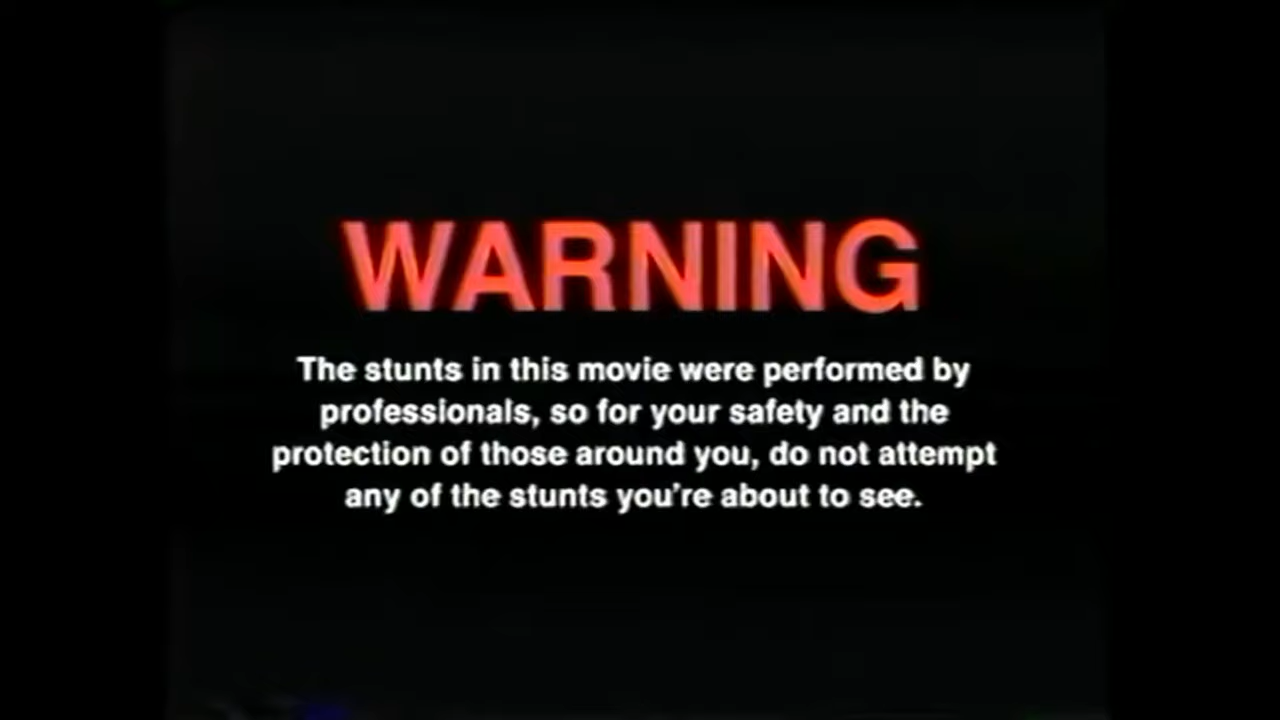 WARNING
The stunts in this movie were performed by
professionals, so for your safety and the
protection of those around you, do not attempt
any of the stunts you're about to see.